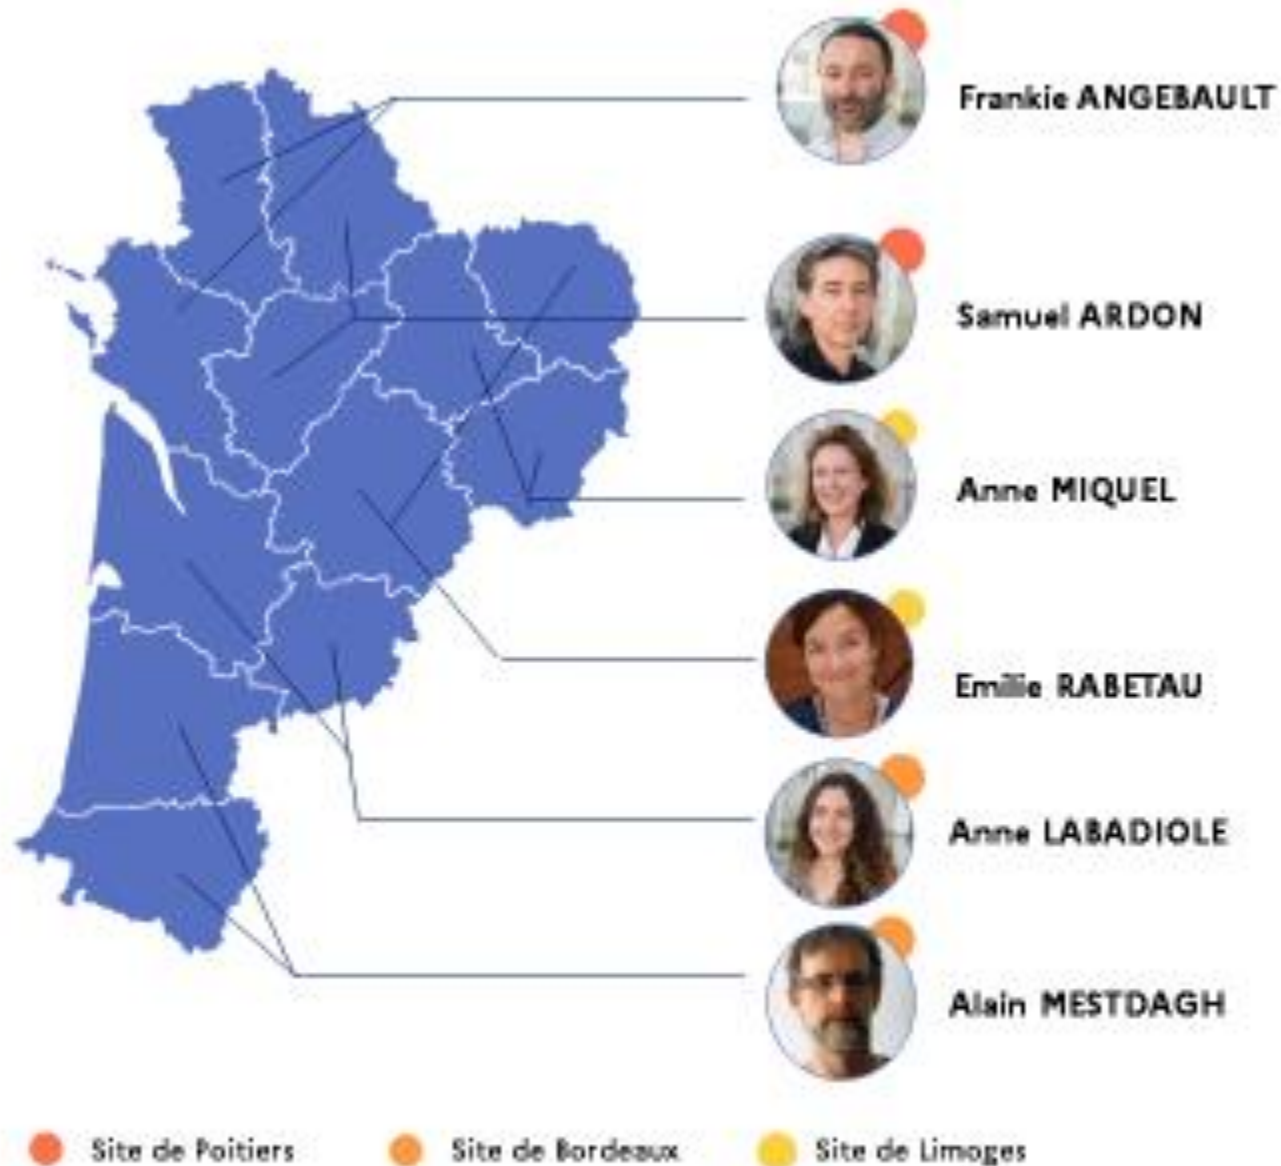 Frankie ANGEBAULT
Samuel ARDON
Anne MIQUEL
Emilie RABETAU
Anne LABADIOLE
Alain MESTDAGH
Site de Poitiers
Site de Bordeaux
Site de Limoges